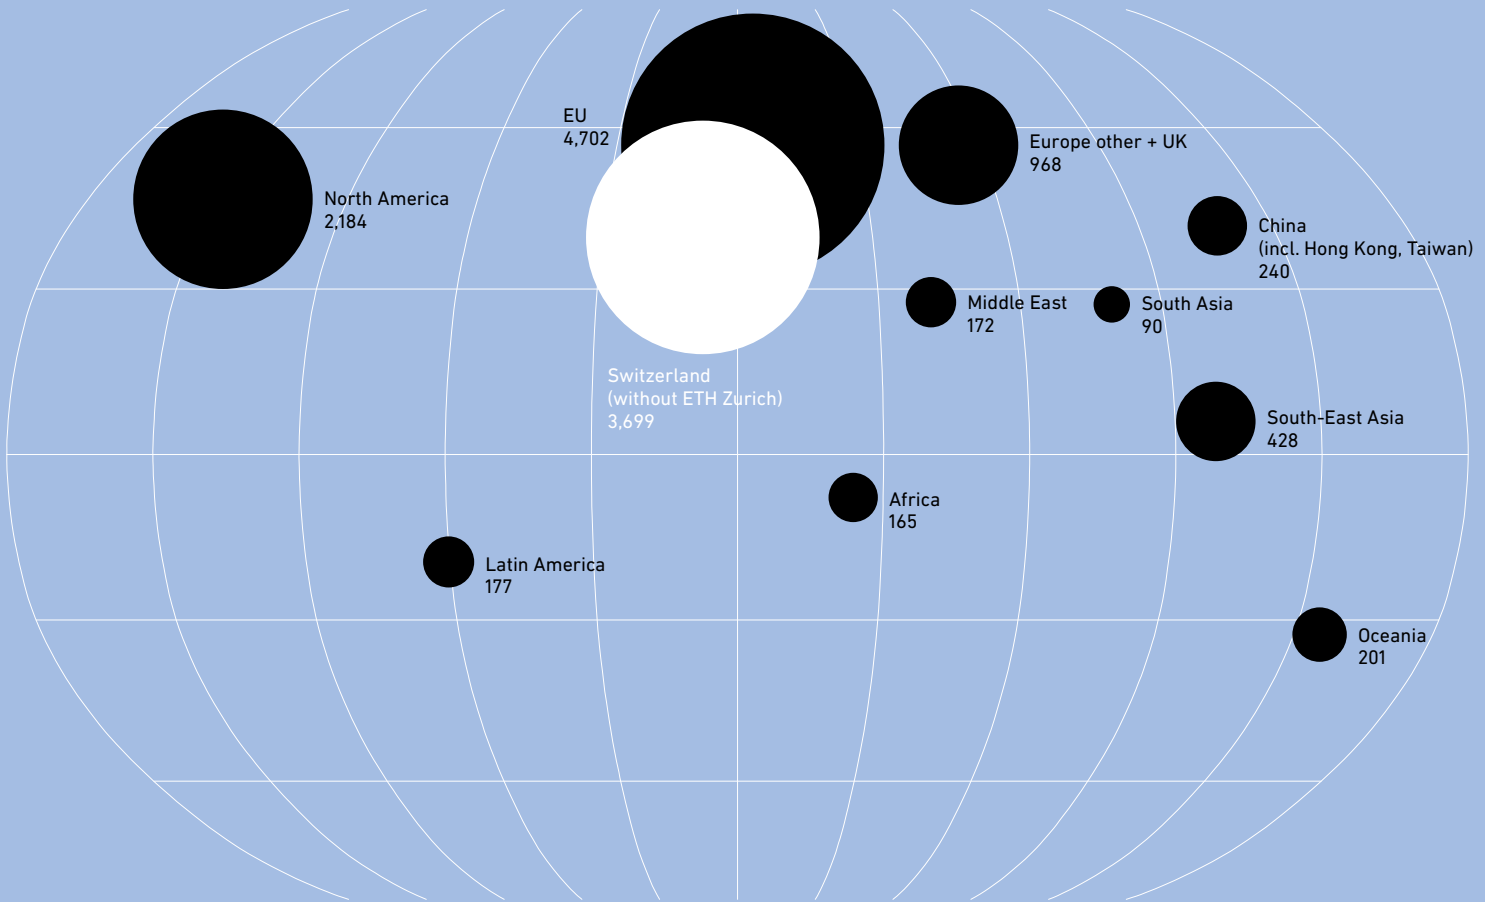 EU
4,702
Europe other + UK
968
North America
2,184
China
(incl. Hong Kong, Taiwan)
240
Middle East
172
South Asia
90
Switzerland
(without ETH Zurich)
3,699
South-East Asia
428
Africa
165
Latin America
177
Oceania
201